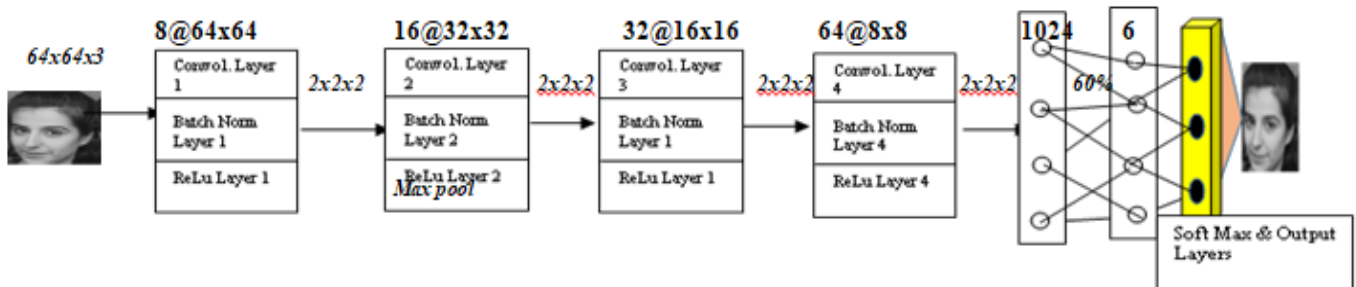 64x64x3
8@64x64
Convol. Layer
1
Batch Norm
Layer 1
ReLu Layer 1
2x2x2
16@32x32
Convol. Layer
2
Batch Norm
Layer 2
ReLu Layer 2
Max pool
2x2x2
32@16x16
Convol. Layer
3
Batch Norm
Layer 1
ReLu Layer 1
2x2x2
64@8x8
Convol. Layer
4
Batch Norm
Layer 4
ReLu Layer 4
2x2x2
1024
60%
6
Soft Max & Output
Layers